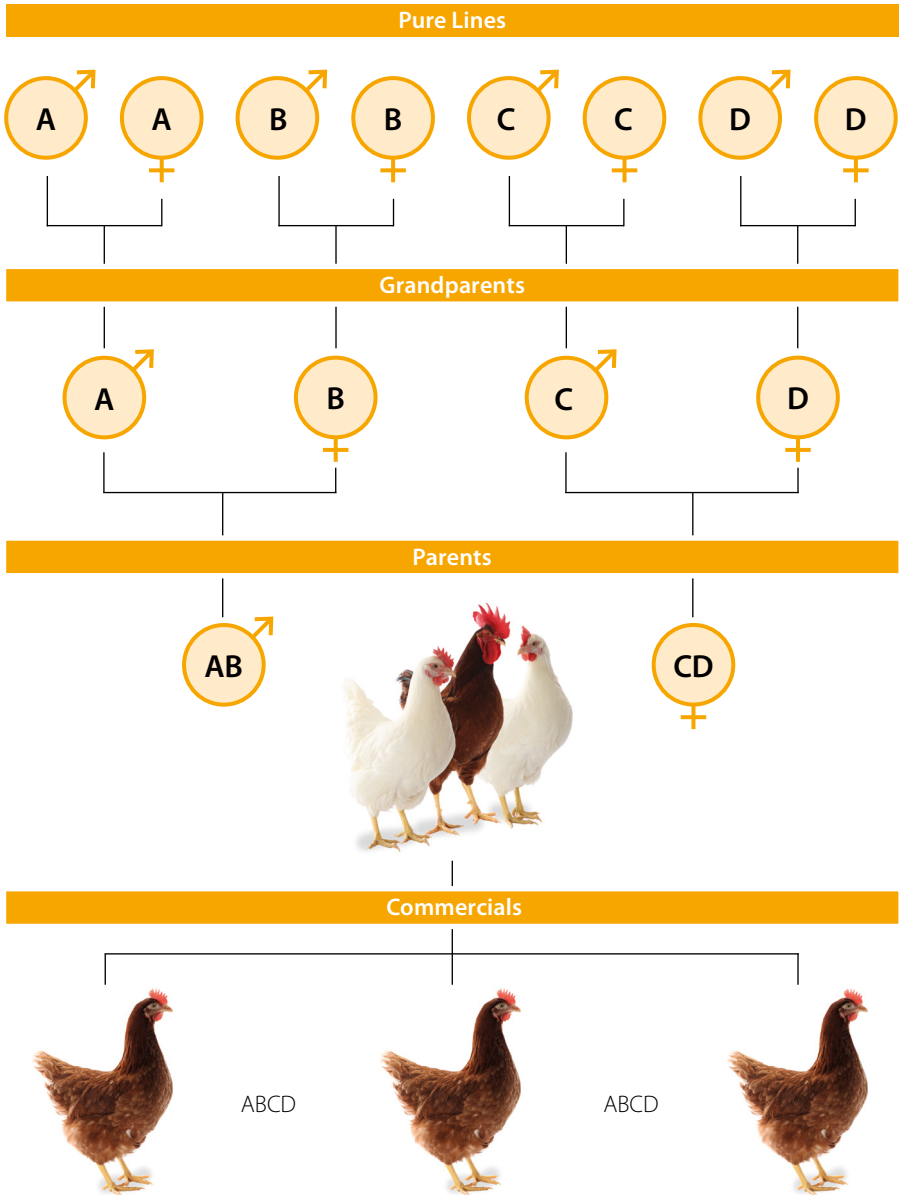 Pure Lines
A A B B C C D D
Grandparents
A B C D
Parents
AB CD
Commercials
ABCD ABCD